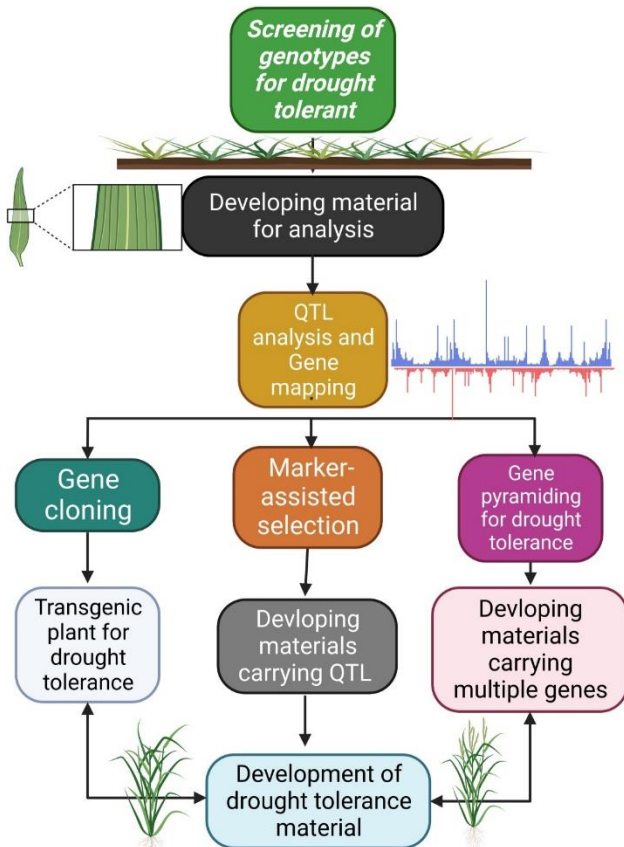 Screening of
genotypes
for drought
tolerant
Developing material
for analysis
QTL
analysis and
Gene
mapping
Gene
cloning
Marker-
assisted
selection
Gene
pyramiding
for drought
tolerance
Transgenic
plant for
drought
tolerance
Devloping
materials
carrying QTL
Devloping
materials
carrying
multiple genes
Development of
drought tolerance
material